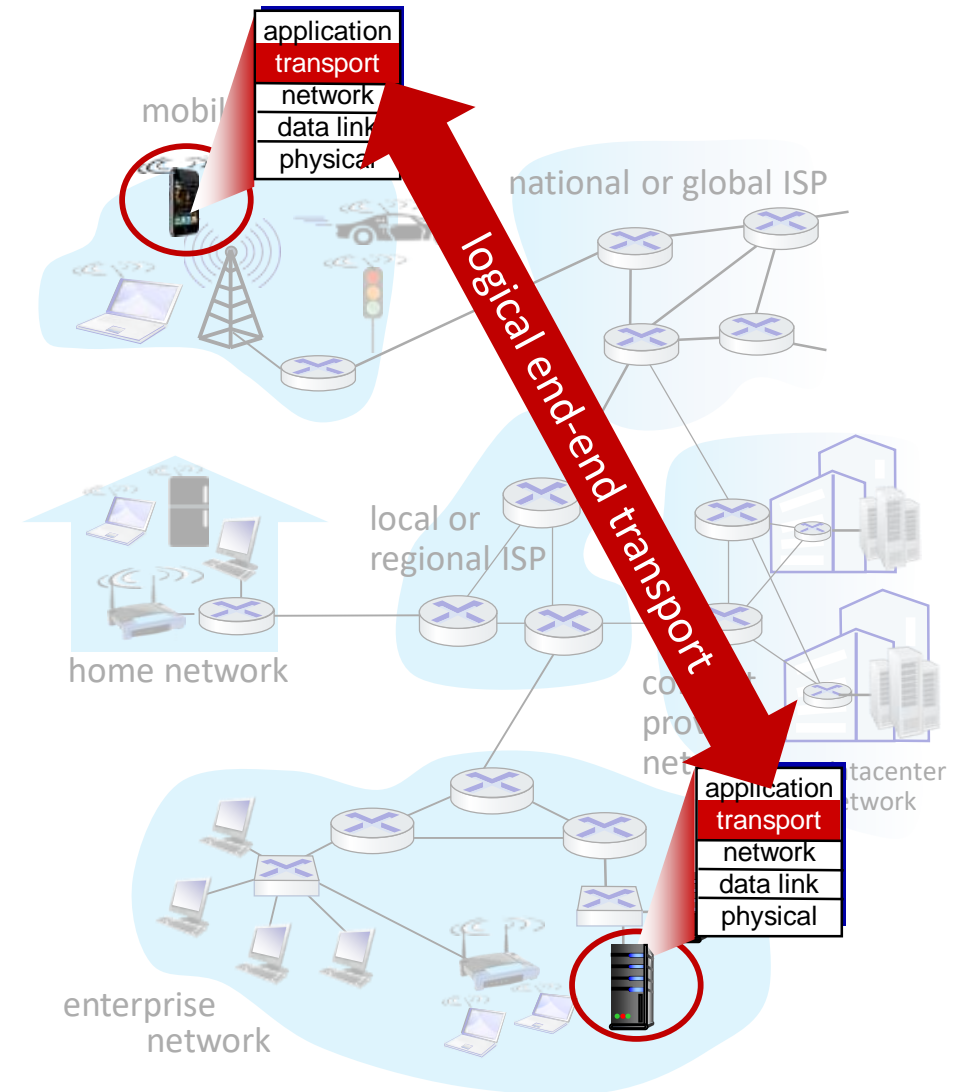 application
transport
network
data link
physical
national or global ISP
logical end-end transport
local or
regional ISP
home network
application
transport
network
data link
physical
network
enterprise
network